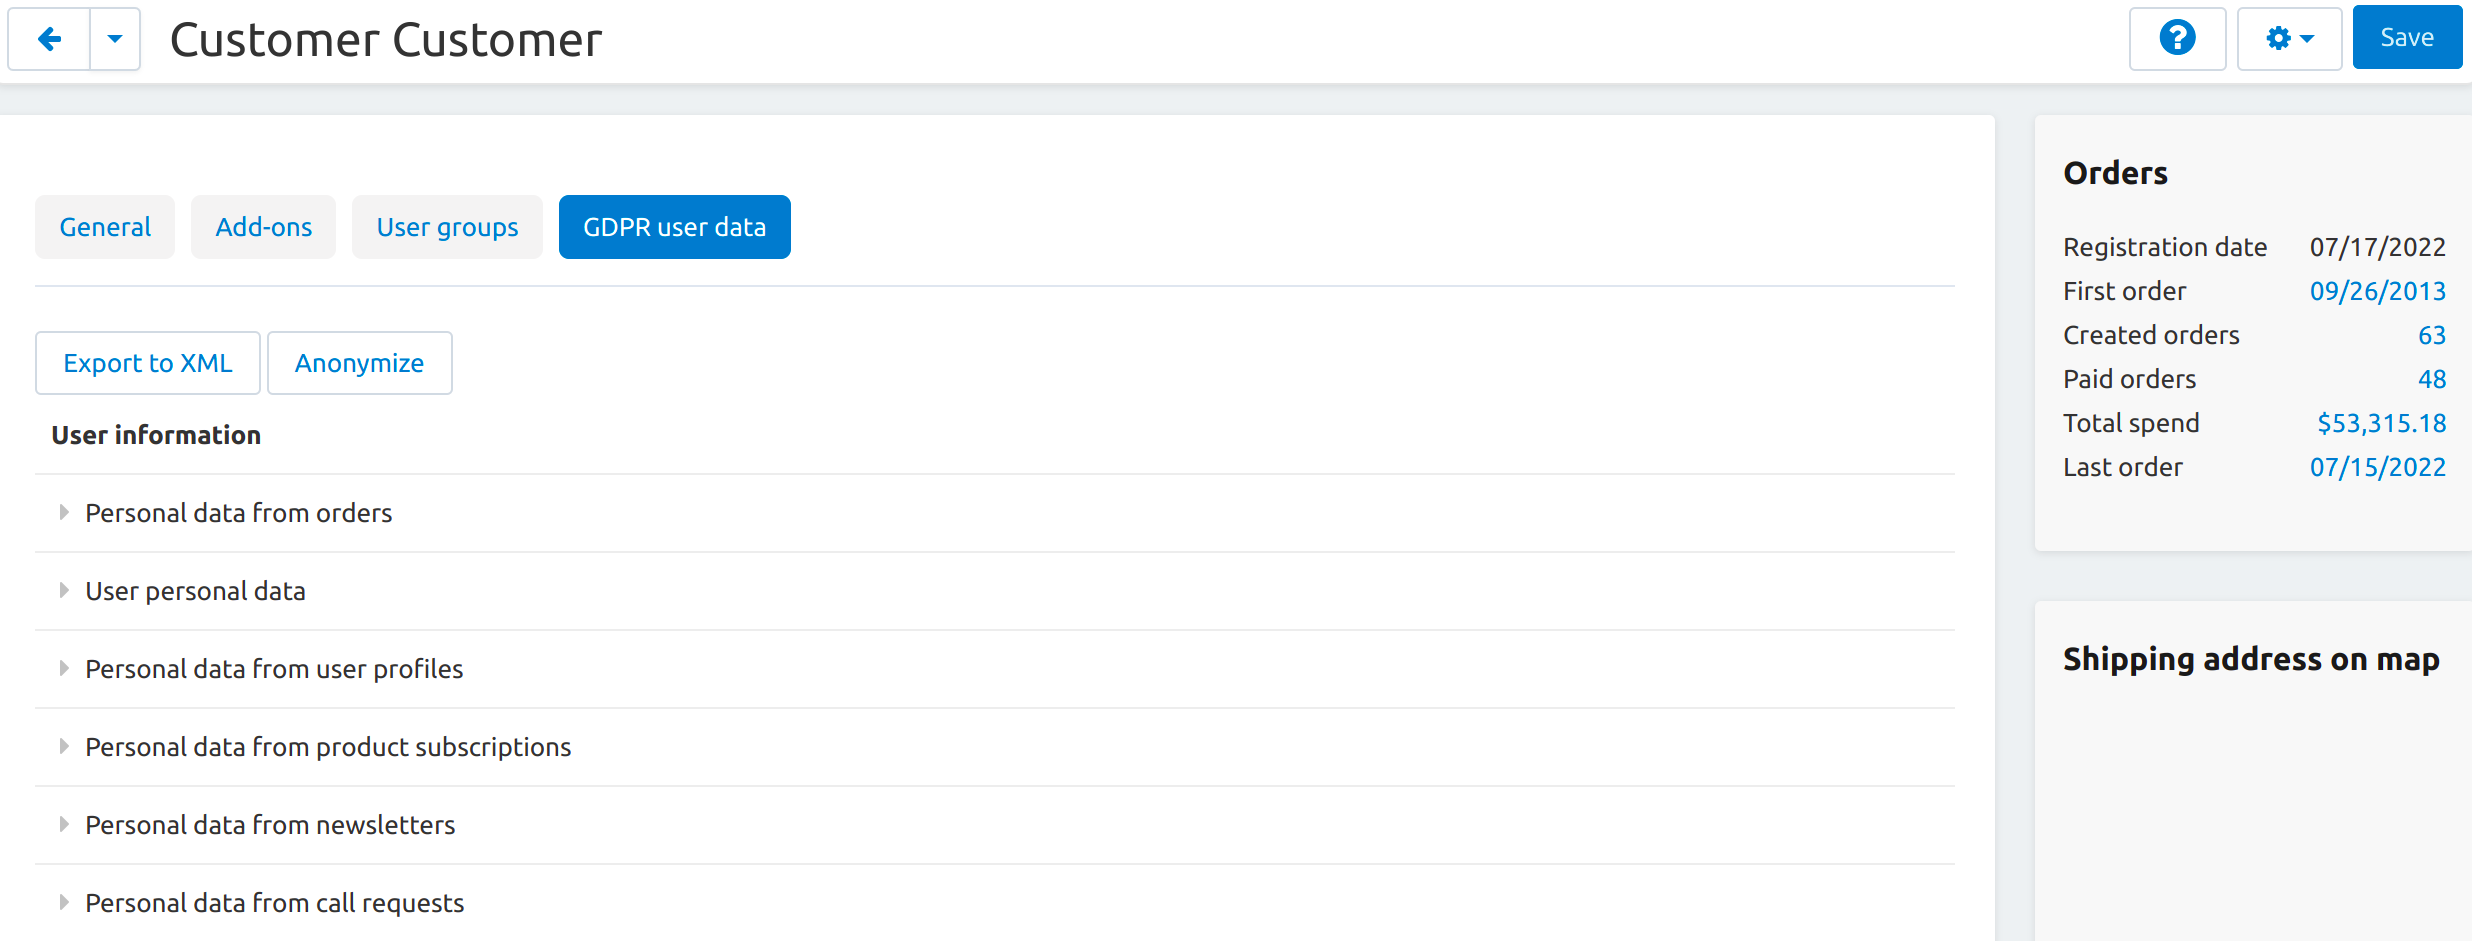 Customer Customer
Save
General Add-ons User groups GDPR user data
Export to XML Anonymize
User information
Personal data from orders
User personal data
Personal data from user profiles
Personal data from product subscriptions
Personal data from newsletters
Personal data from call requests
Orders
Registration date 07/17/2022
First order 09/26/2013
Created orders 63
Paid orders 48
Total spend $53,315.18
Last order 07/15/2022
Shipping address on map